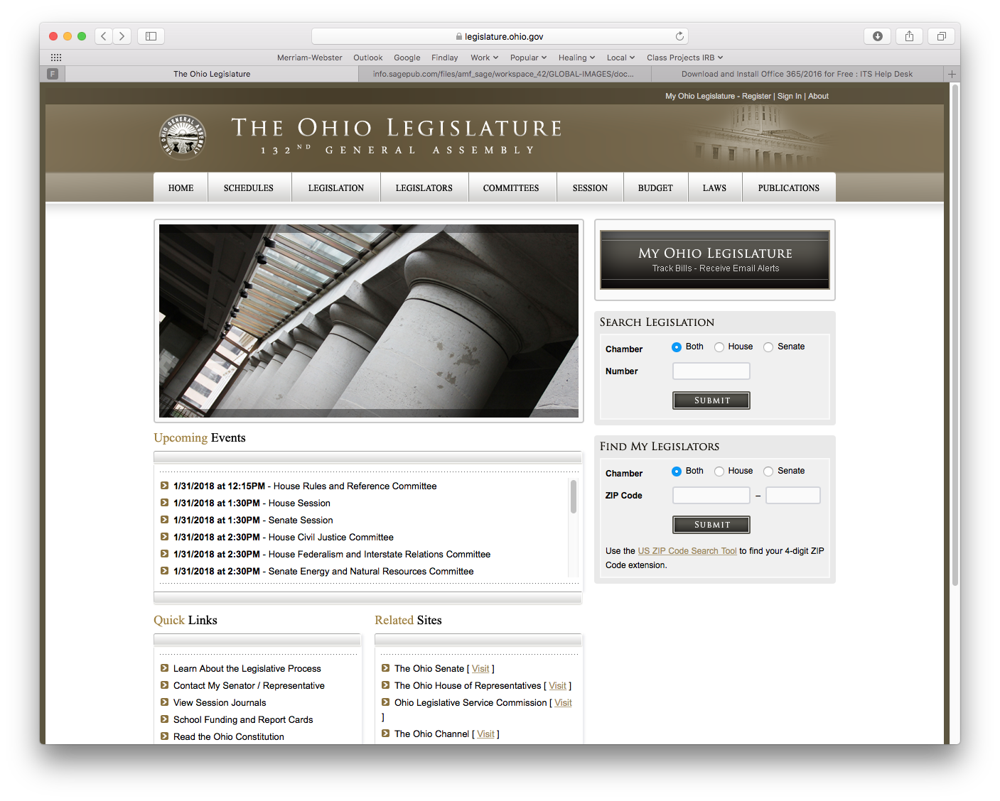 legislature.ohio.gov
Merriam-Webster Outlook Google Findlay Work Popular Healing Local Class Projects IRB
F The Ohio Legislature info.sagepub.com/files/amf_sage/workspace_42/GLOBAL-IMAGES/doc... Download and Install Office 365/2016 for Free : ITS Help Desk
My Ohio Legislature - Register | Sign In | About
THE OHIO GENERAL ASSEMBLY
THE OHIO LEGISLATURE
132ND GENERAL ASSEMBLY
HOME SCHEDULES LEGISLATION LEGISLATORS COMMITTEES SESSION BUDGET LAWS PUBLICATIONS
MY OHIO LEGISLATURE
Track Bills - Receive Email Alerts
SEARCH LEGISLATION
Chamber Both House Senate
Number
SUBMIT
FIND MY LEGISLATORS
Chamber Both House Senate
ZIP Code –
SUBMIT
Use the US ZIP Code Search Tool to find your 4-digit ZIP
Code extension.
Upcoming Events
1/31/2018 at 12:15PM - House Rules and Reference Committee
1/31/2018 at 1:30PM - House Session
1/31/2018 at 1:30PM - Senate Session
1/31/2018 at 2:30PM - House Civil Justice Committee
1/31/2018 at 2:30PM - House Federalism and Interstate Relations Committee
1/31/2018 at 2:30PM - Senate Energy and Natural Resources Committee
Quick Links
Learn About the Legislative Process
Contact My Senator / Representative
View Session Journals
School Funding and Report Cards
Read the Ohio Constitution
Related Sites
The Ohio Senate [ Visit ]
The Ohio House of Representatives [ Visit ]
Ohio Legislative Service Commission [ Visit
]
The Ohio Channel [ Visit ]